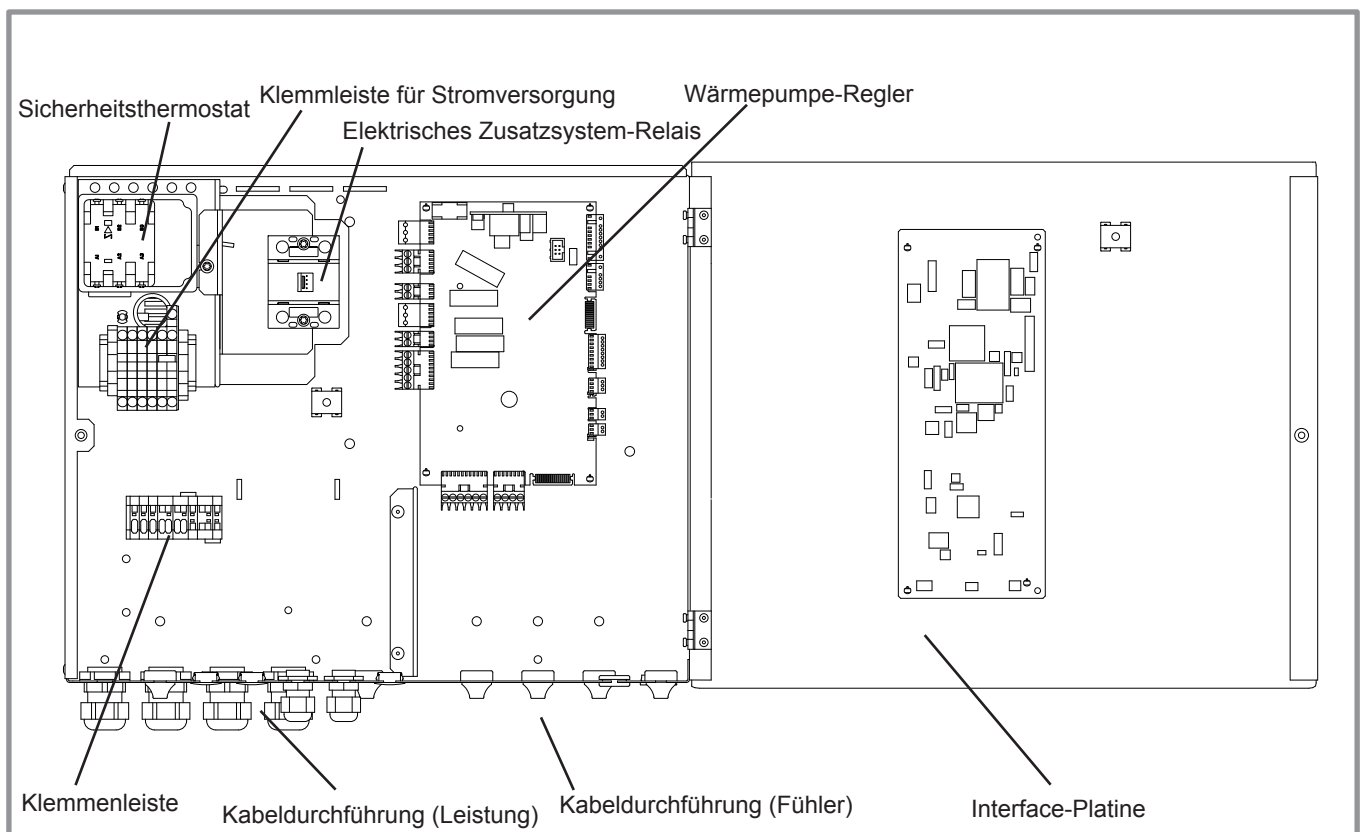 Sicherheitsthermostat
Klemmleiste für Stromversorgung
Wärmepumpe-Regler
Elektrisches Zusatzsystem-Relais
Klemmenleiste
Kabeldurchführung (Leistung)
Kabeldurchführung (Fühler)
Interface-Platine